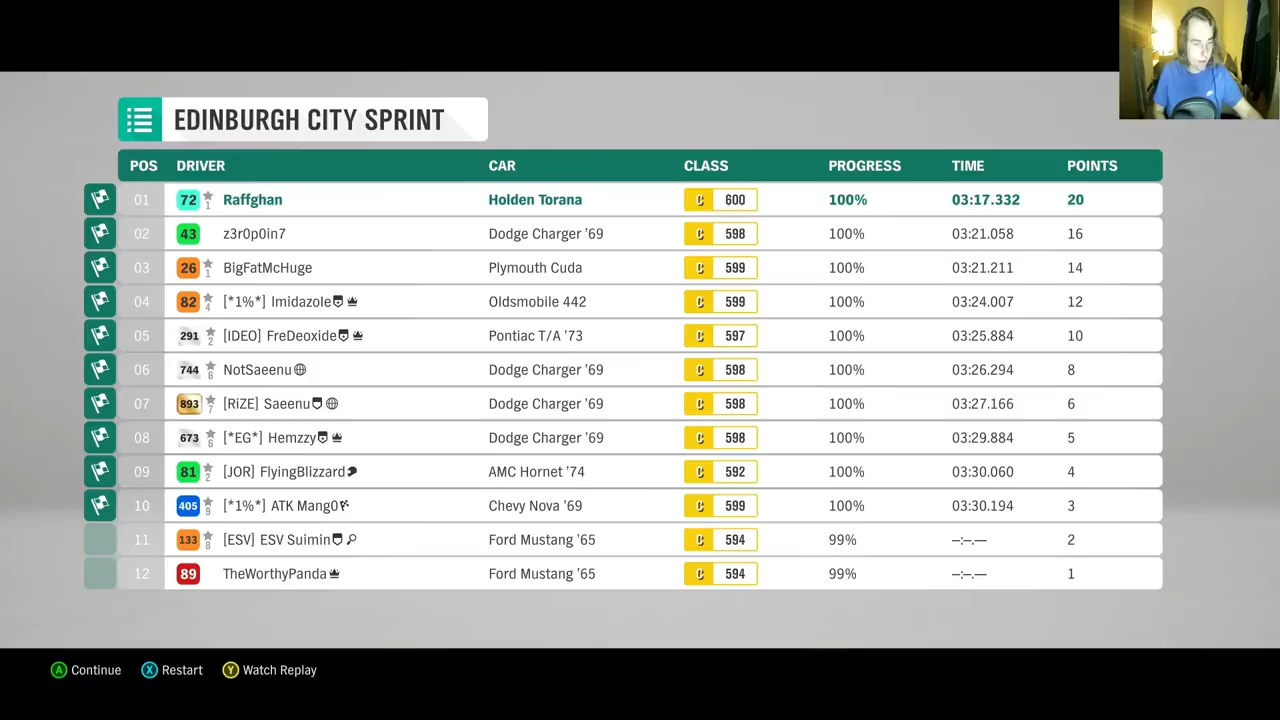 EDINBURGH CITY SPRINT
POS DRIVER CAR CLASS PROGRESS TIME POINTS
01 72 1 Raffghan Holden Torana C 600 100% 03:17.332 20
02 43 z3r0p0in7 Dodge Charger '69 C 598 100% 03:21.058 16
03 26 1 BigFatMcHuge Plymouth Cuda C 599 100% 03:21.211 14
04 82 4 [*1%*] Imidazole Oldsmobile 442 C 599 100% 03:24.007 12
05 291 2 [IDEO] FreDeoxide Pontiac T/A '73 C 597 100% 03:25.884 10
06 744 6 NotSaeenu Dodge Charger '69 C 598 100% 03:26.294 8
07 893 7 [RiZE] Saeenu Dodge Charger '69 C 598 100% 03:27.166 6
08 673 6 [*EG*] Hemzzy Dodge Charger '69 C 598 100% 03:29.884 5
09 81 2 [JOR] FlyingBlizzard AMC Hornet '74 C 592 100% 03:30.060 4
10 405 9 [*1%*] ATK Mang0 Chevy Nova '69 C 599 100% 03:30.194 3
11 133 8 [ESV] ESV Suimin Ford Mustang '65 C 594 99% –:–.– 2
12 89 TheWorthyPanda Ford Mustang '65 C 594 99% –:–.– 1
A Continue X Restart Y Watch Replay